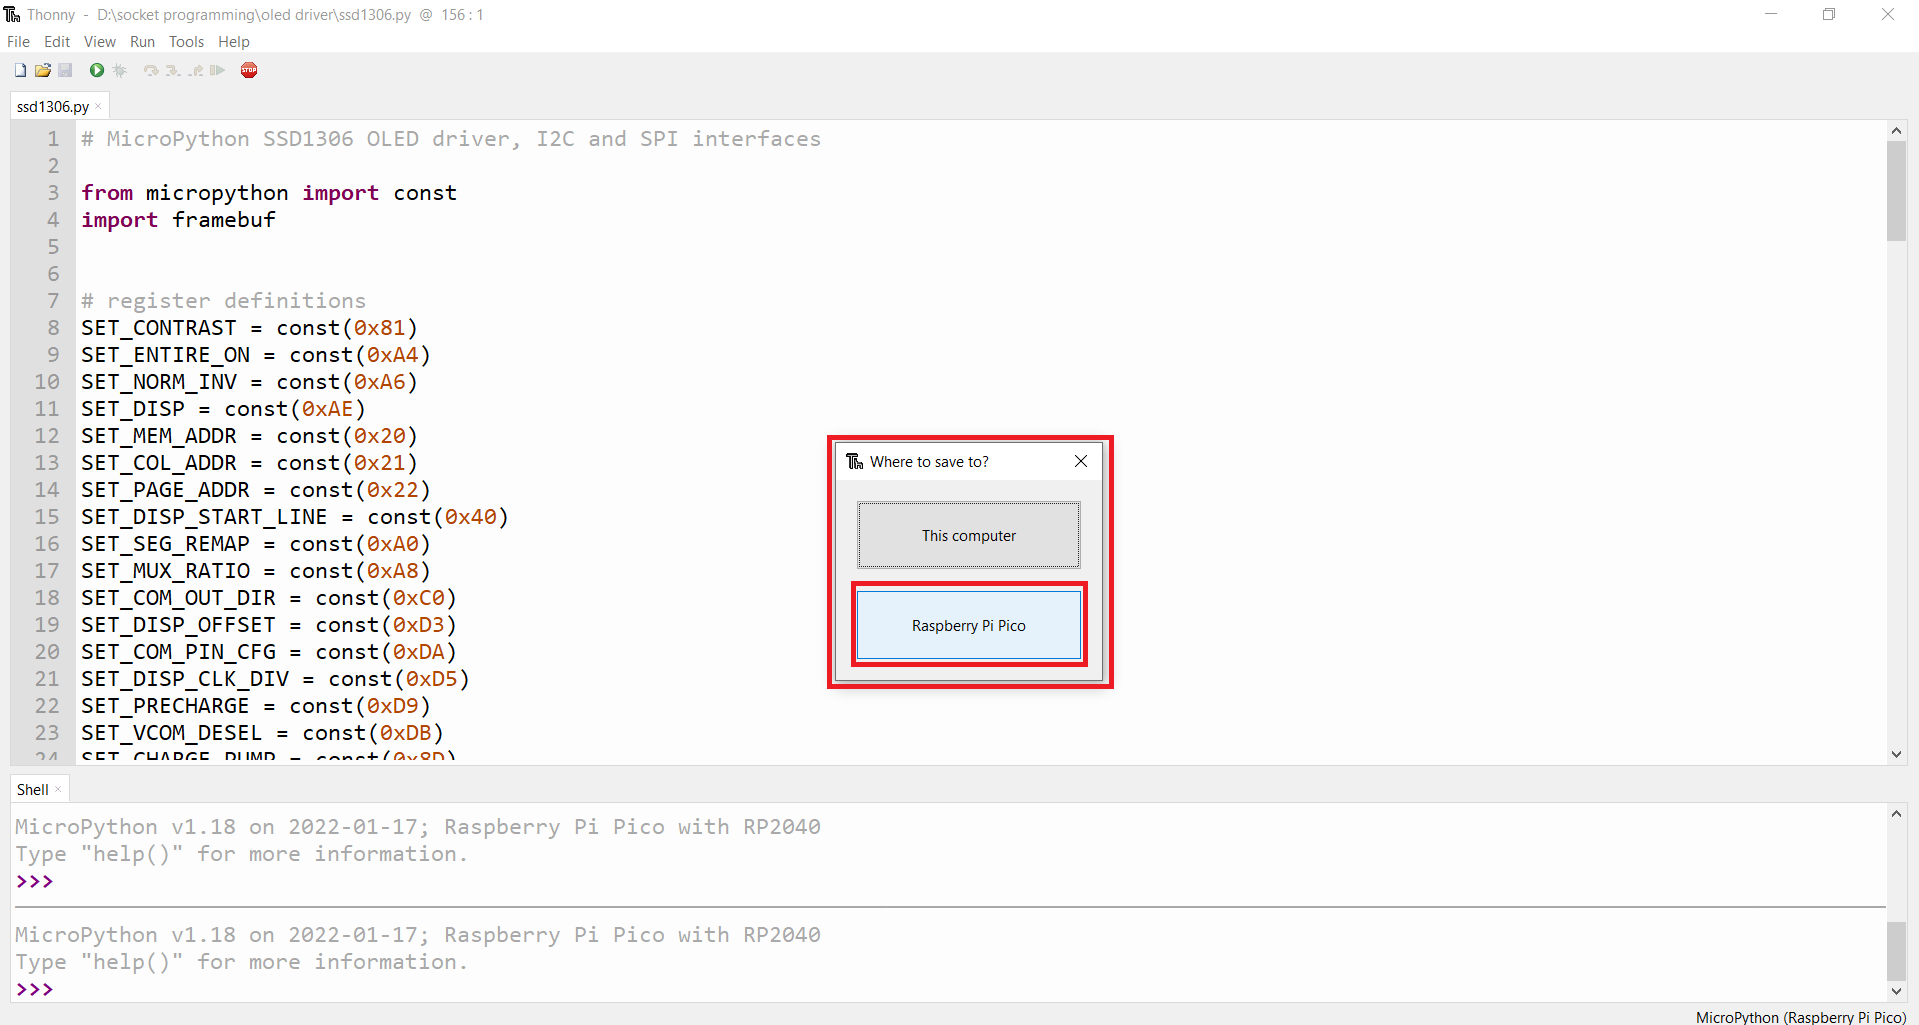 Thonny - D:\socket programming\oled driver\ssd1306.py @ 156 : 1
File Edit View Run Tools Help
STOP
ssd1306.py ×
1 # MicroPython SSD1306 OLED driver, I2C and SPI interfaces
2
3 from micropython import const
4 import framebuf
5
6
7 # register definitions
8 SET_CONTRAST = const(0x81)
9 SET_ENTIRE_ON = const(0xA4)
10 SET_NORM_INV = const(0xA6)
11 SET_DISP = const(0xAE)
12 SET_MEM_ADDR = const(0x20)
13 SET_COL_ADDR = const(0x21)
14 SET_PAGE_ADDR = const(0x22)
15 SET_DISP_START_LINE = const(0x40)
16 SET_SEG_REMAP = const(0xA0)
17 SET_MUX_RATIO = const(0xA8)
18 SET_COM_OUT_DIR = const(0xC0)
19 SET_DISP_OFFSET = const(0xD3)
20 SET_COM_PIN_CFG = const(0xDA)
21 SET_DISP_CLK_DIV = const(0xD5)
22 SET_PRECHARGE = const(0xD9)
23 SET_VCOM_DESEL = const(0xDB)
24 SET_CHARGE_PUMP = const(0x8D)
Where to save to?
This computer
Raspberry Pi Pico
Shell ×
MicroPython v1.18 on 2022-01-17; Raspberry Pi Pico with RP2040
Type "help()" for more information.
>>>
MicroPython v1.18 on 2022-01-17; Raspberry Pi Pico with RP2040
Type "help()" for more information.
>>>
MicroPython (Raspberry Pi Pico)